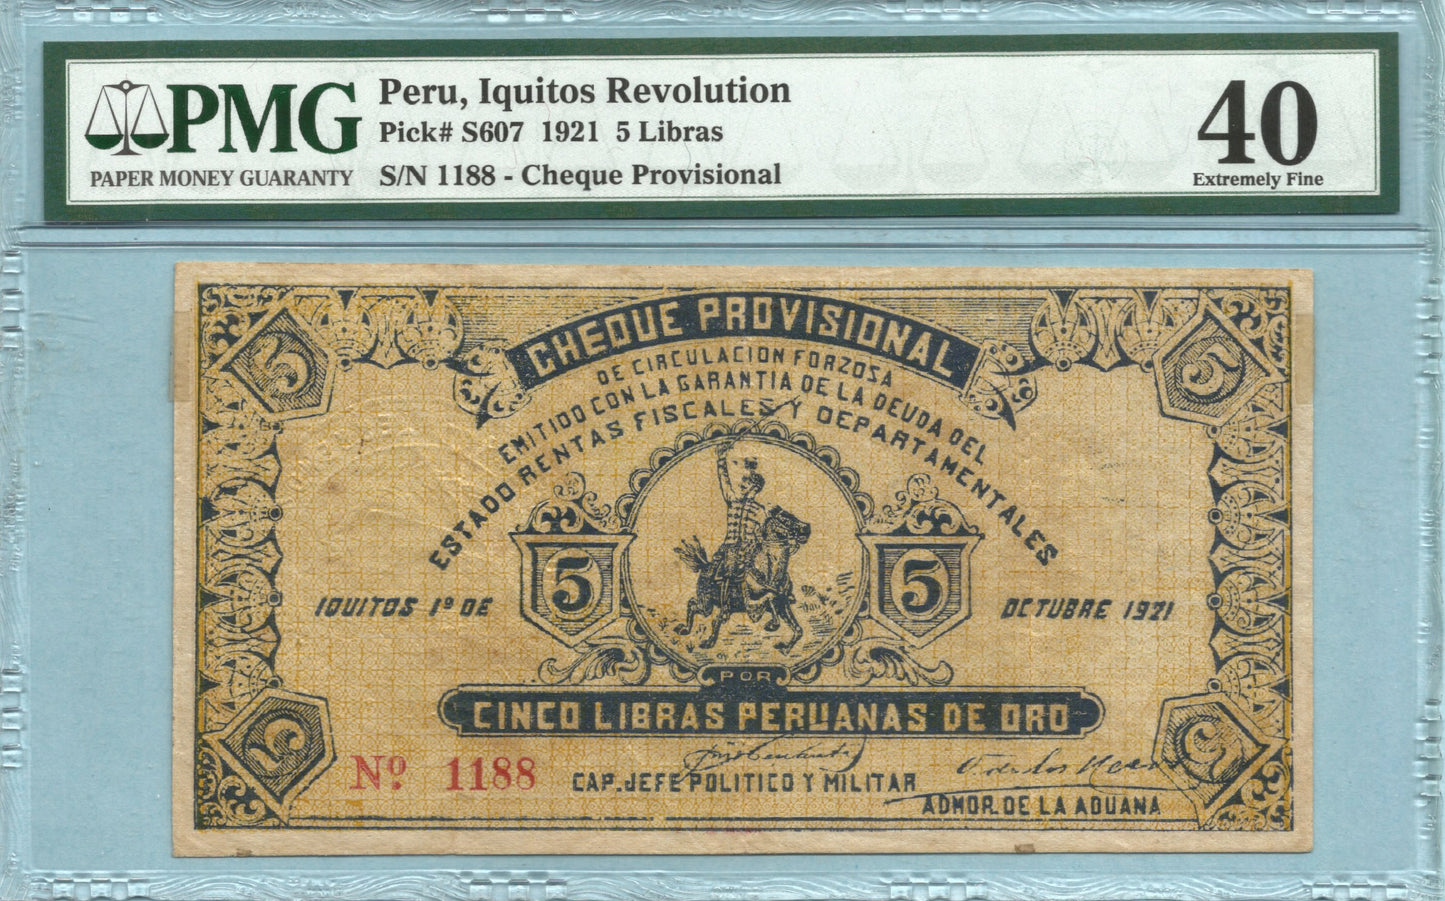 PMG
PAPER MONEY GUARANTY
Peru, Iquitos Revolution
Pick# S607 1921 5 Libras
S/N 1188 - Cheque Provisional
40
Extremely Fine
CHEQUE PROVISIONAL
DE CIRCULACION FORZOSA
EMITIDO CON LA GARANTIA DE LA DEUDA DEL
ESTADO RENTAS FISCALES Y DEPARTAMENTALES
5
5
5
5
IQUITOS 1º DE
OCTUBRE 1921
POR
CINCO LIBRAS PERUANAS DE ORO
5
5
Nº 1188
CAP. JEFE POLITICO Y MILITAR
ADMOR. DE LA ADUANA